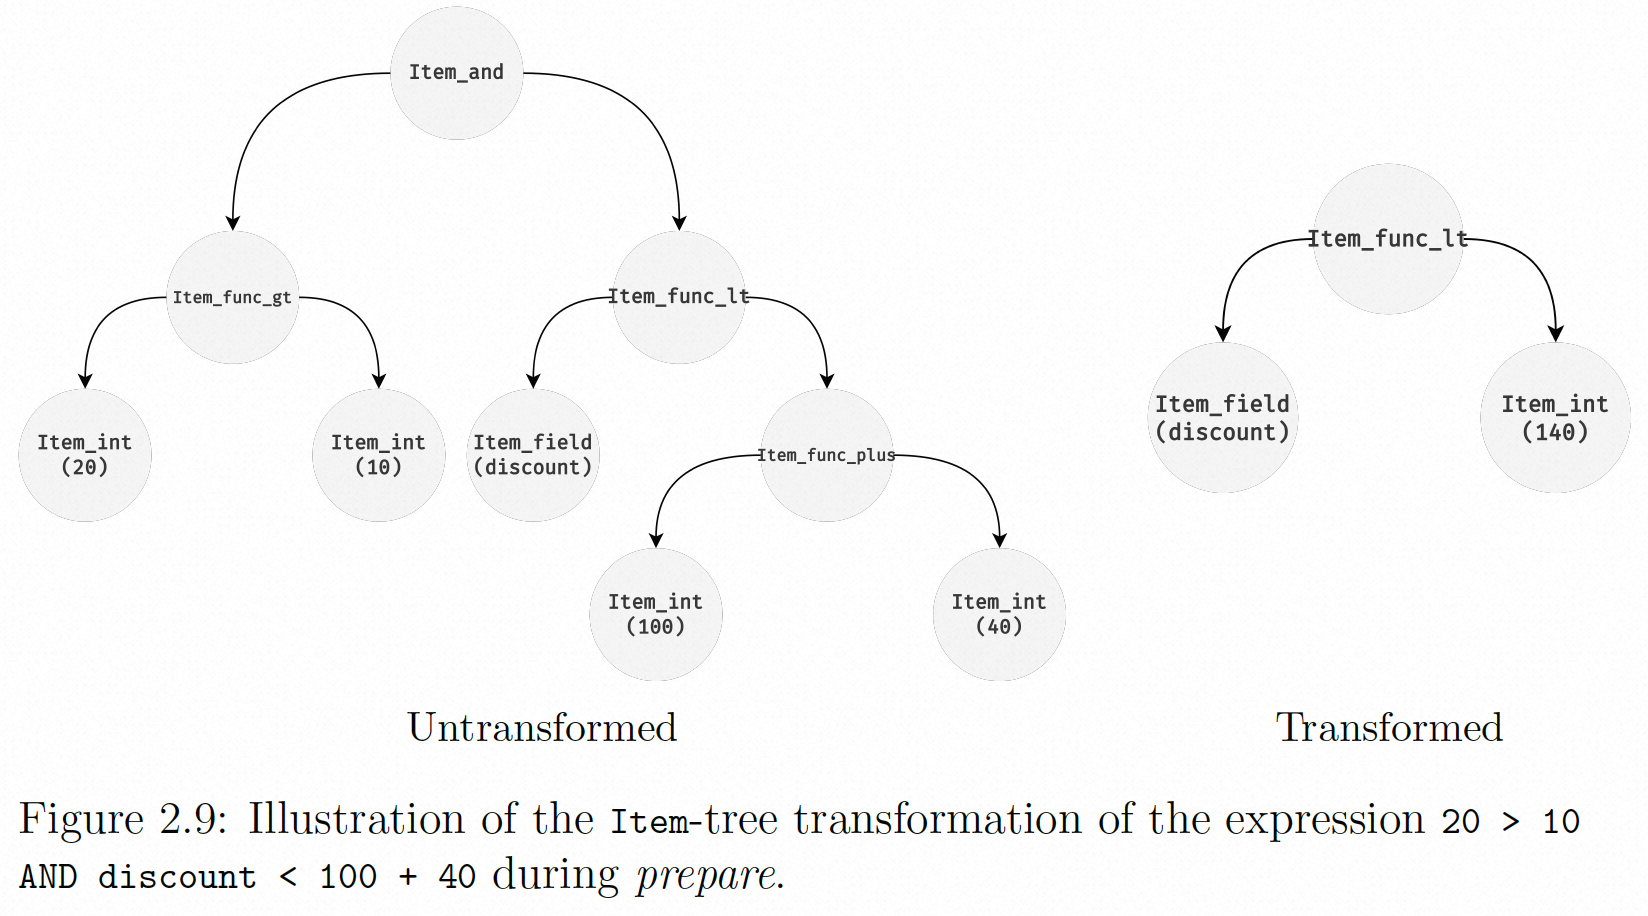 Item_and
Item_func_gt
Item_func_lt
Item_int
(20)
Item_int
(10)
Item_field
(discount)
Item_func_plus
Item_int
(100)
Item_int
(40)
Untransformed
Item_func_lt
Item_field
(discount)
Item_int
(140)
Transformed
Figure 2.9: Illustration of the Item-tree transformation of the expression 20 > 10
AND discount < 100 + 40 during prepare.